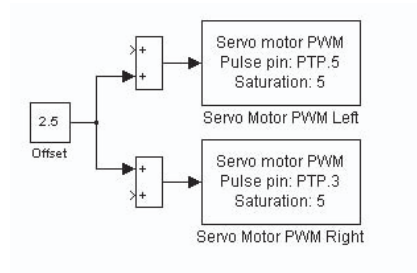 Servo motor PWM
Pulse pin: PTP.5
Saturation: 5
Servo Motor PWM Left
+
+
2.5
Offset
Servo motor PWM
Pulse pin: PTP.3
Saturation: 5
Servo Motor PWM Right
+
+